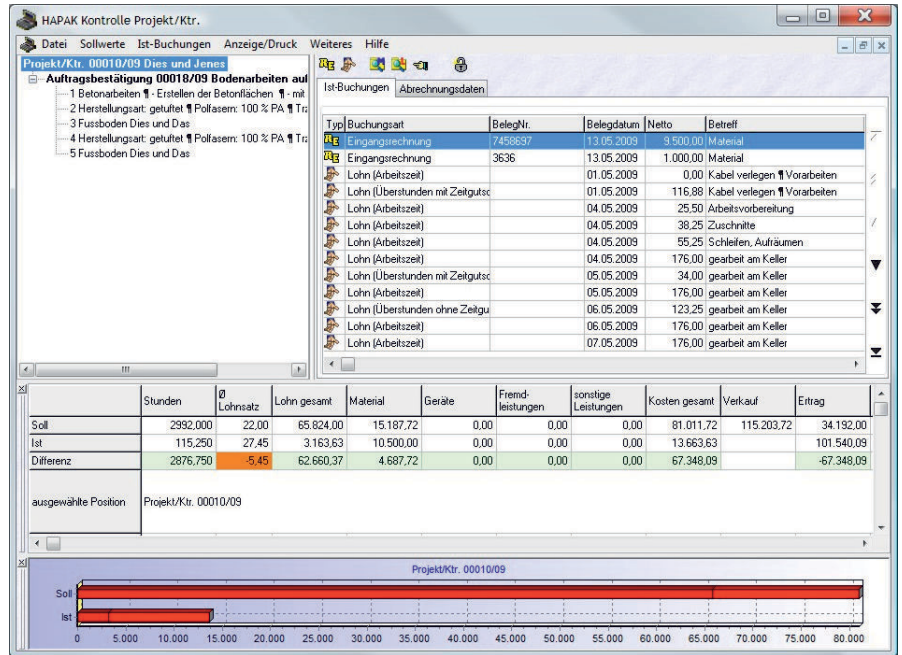 HAPAK Kontrolle Projekt/Ktr.
Datei Sollwerte Ist-Buchungen Anzeige/Druck Weiteres Hilfe
Projekt/Ktr. 00010/09 Dies und Jenes
Auftragsbestätigung 00018/09 Bodenarbeiten auf
1 Betonarbeiten ¶ - Erstellen der Betonflächen ¶ - mit
2 Herstellungsart: getuftet ¶ Polfasern: 100 % PA ¶ Tra
3 Fussboden Dies und Das
4 Herstellungsart: getuftet ¶ Polfasern: 100 % PA ¶ Tra
5 Fussboden Dies und Das
Ist-Buchungen Abrechnungsdaten
Typ Buchungsart BelegNr. Belegdatum Netto Betreff
Eingangsrechnung 7458697 13.05.2009 9.500,00 Material
Eingangsrechnung 3636 13.05.2009 1.000,00 Material
Lohn (Arbeitszeit) 01.05.2009 0,00 Kabel verlegen ¶ Vorarbeiten
Lohn (Überstunden mit Zeitgutsc 01.05.2009 116,88 Kabel verlegen ¶ Vorarbeiten
Lohn (Arbeitszeit) 04.05.2009 25,50 Arbeitsvorbereitung
Lohn (Arbeitszeit) 04.05.2009 38,25 Zuschnitte
Lohn (Arbeitszeit) 04.05.2009 55,25 Schleifen, Aufräumen
Lohn (Arbeitszeit) 04.05.2009 176,00 gearbeit am Keller
Lohn (Überstunden mit Zeitgutsc 05.05.2009 34,00 gearbeit am Keller
Lohn (Arbeitszeit) 05.05.2009 176,00 gearbeit am Keller
Lohn (Überstunden ohne Zeitgu 06.05.2009 123,25 gearbeit am Keller
Lohn (Arbeitszeit) 06.05.2009 176,00 gearbeit am Keller
Lohn (Arbeitszeit) 07.05.2009 176,00 gearbeit am Keller
Stunden Ø Lohnsatz Lohn gesamt Material Geräte Fremd-leistungen sonstige Leistungen Kosten gesamt Verkauf Ertrag
Soll 2992,000 22,00 65.824,00 15.187,72 0,00 0,00 0,00 81.011,72 115.203,72 34.192,00
Ist 115,250 27,45 3.163,63 10.500,00 0,00 0,00 0,00 13.663,63 101.540,09
Differenz 2876,750 -5,45 62.660,37 4.687,72 0,00 0,00 0,00 67.348,09 -67.348,09
ausgewählte Position Projekt/Ktr. 00010/09
Projekt/Ktr. 00010/09
Soll
Ist
0 5.000 10.000 15.000 20.000 25.000 30.000 35.000 40.000 45.000 50.000 55.000 60.000 65.000 70.000 75.000 80.000